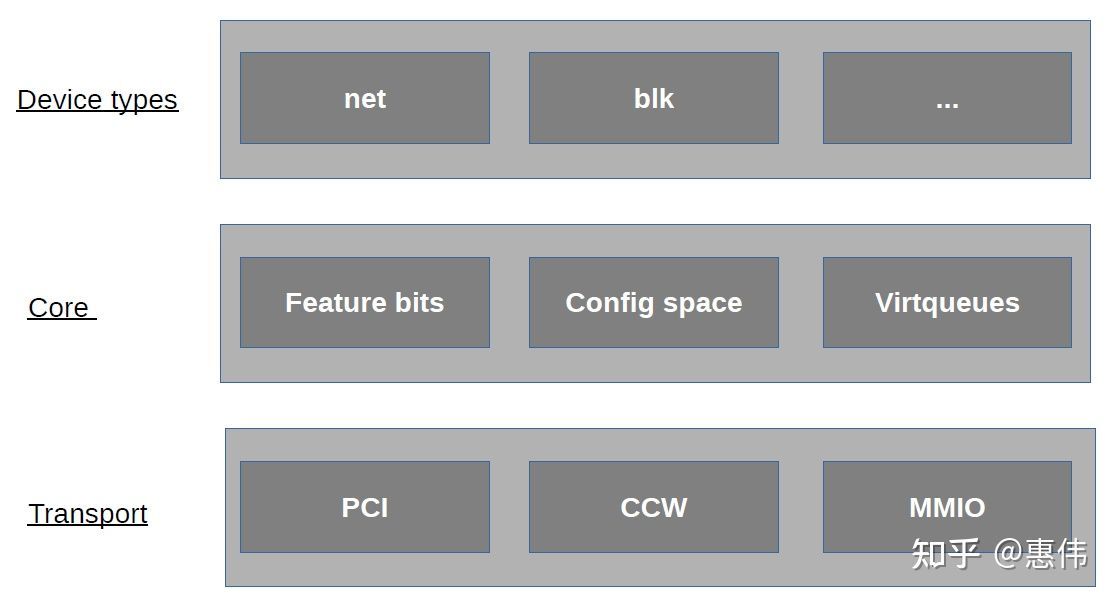 Device types
net
blk
...
Core
Feature bits
Config space
Virtqueues
Transport
PCI
CCW
MMIO
知乎 @惠伟